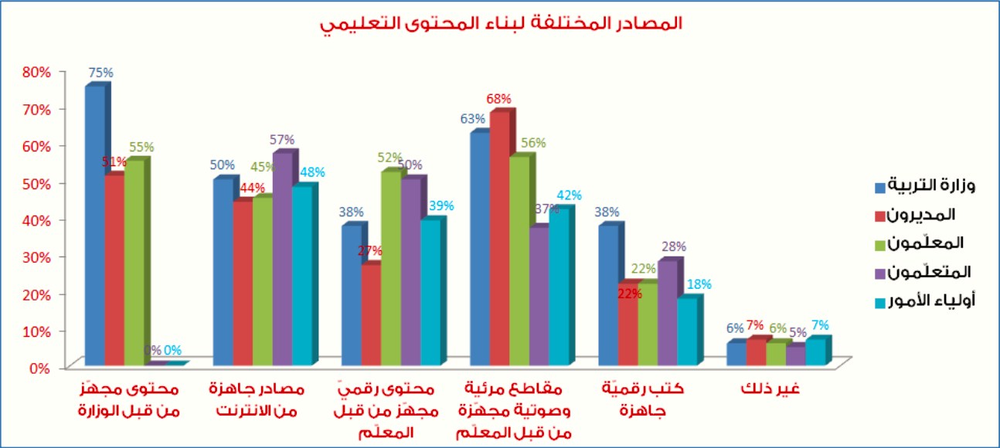 المصادر المختلفة لبناء المحتوى التعليمي
80%
70%
60%
50%
40%
30%
20%
10%
0%
75%
51%
55%
0%
0%
50%
44%
45%
57%
48%
38%
27%
52%
50%
39%
63%
68%
56%
37%
42%
38%
22%
22%
28%
18%
6%
7%
6%
5%
7%
محتوى مجهّز
من قبل الوزارة
مصادر جاهزة
من الانترنت
محتوى رقميّ
مجهّز من قبل
المعلّم
مقاطع مرئية
وصوتية مجهّزة
من قبل المعلّم
كتب رقميّة
جاهزة
غير ذلك
وزارة التربية
المديرون
المعلّمون
المتعلّمون
أولياء الأمور